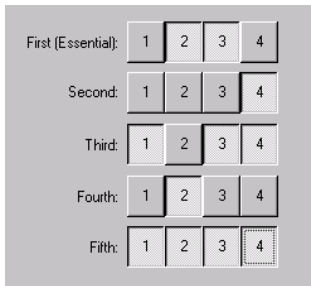 First (Essential): 1 2 3 4
Second: 1 2 3 4
Third: 1 2 3 4
Fourth: 1 2 3 4
Fifth: 1 2 3 4